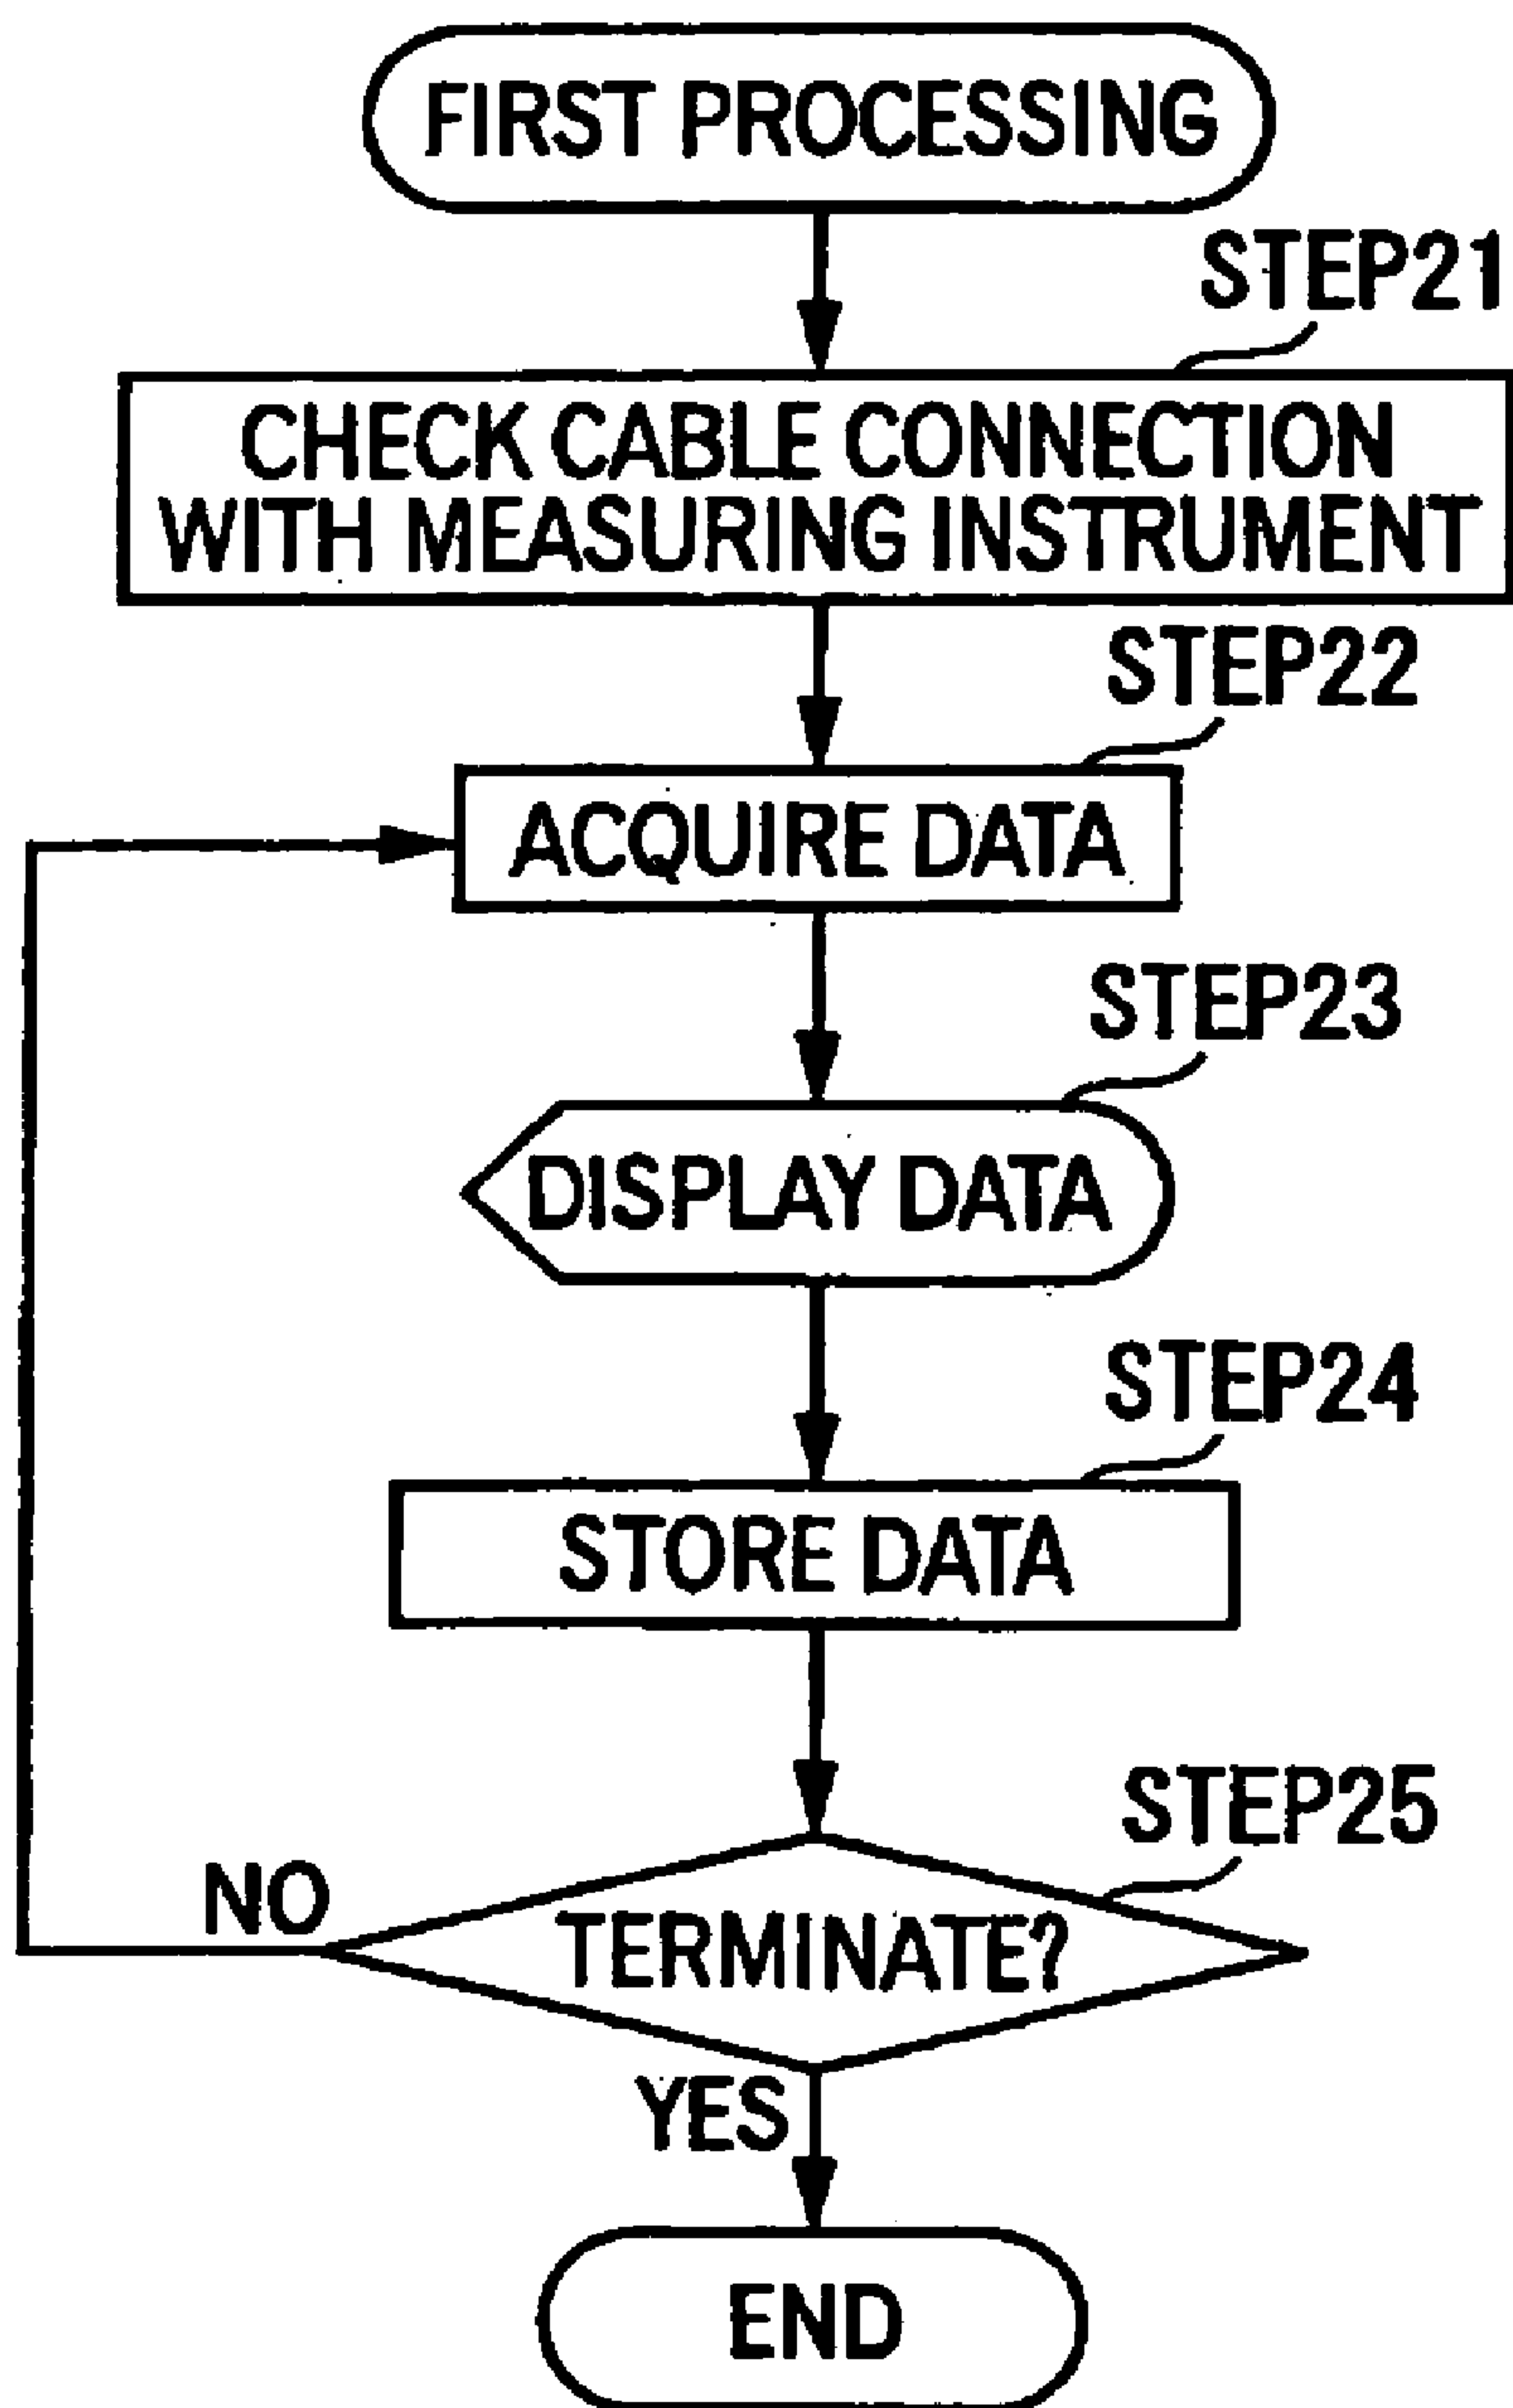 FIRST PROCESSING
STEP21
CHECK CABLE CONNECTION
WITH MEASURING INSTRUMENT
STEP22
ACQUIRE DATA
STEP23
DISPLAY DATA
STEP24
STORE DATA
STEP25
NO
TERMINATE?
YES
END